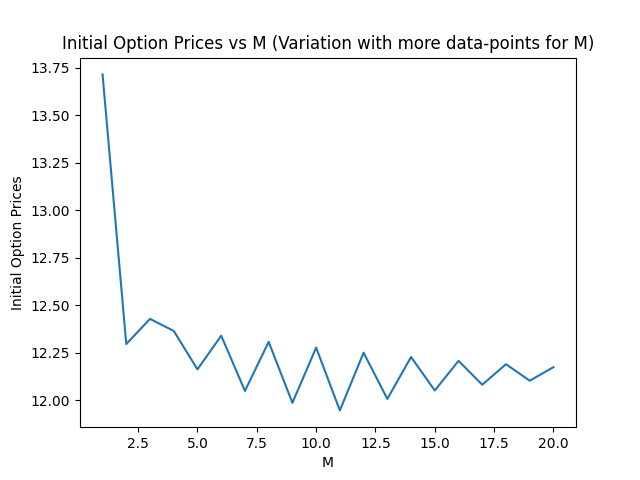 Initial Option Prices vs M (Variation with more data-points for M)
13.75
13.50
13.25
13.00
12.75
12.50
12.25
12.00
Initial Option Prices
2.5 5.0 7.5 10.0 12.5 15.0 17.5 20.0
M